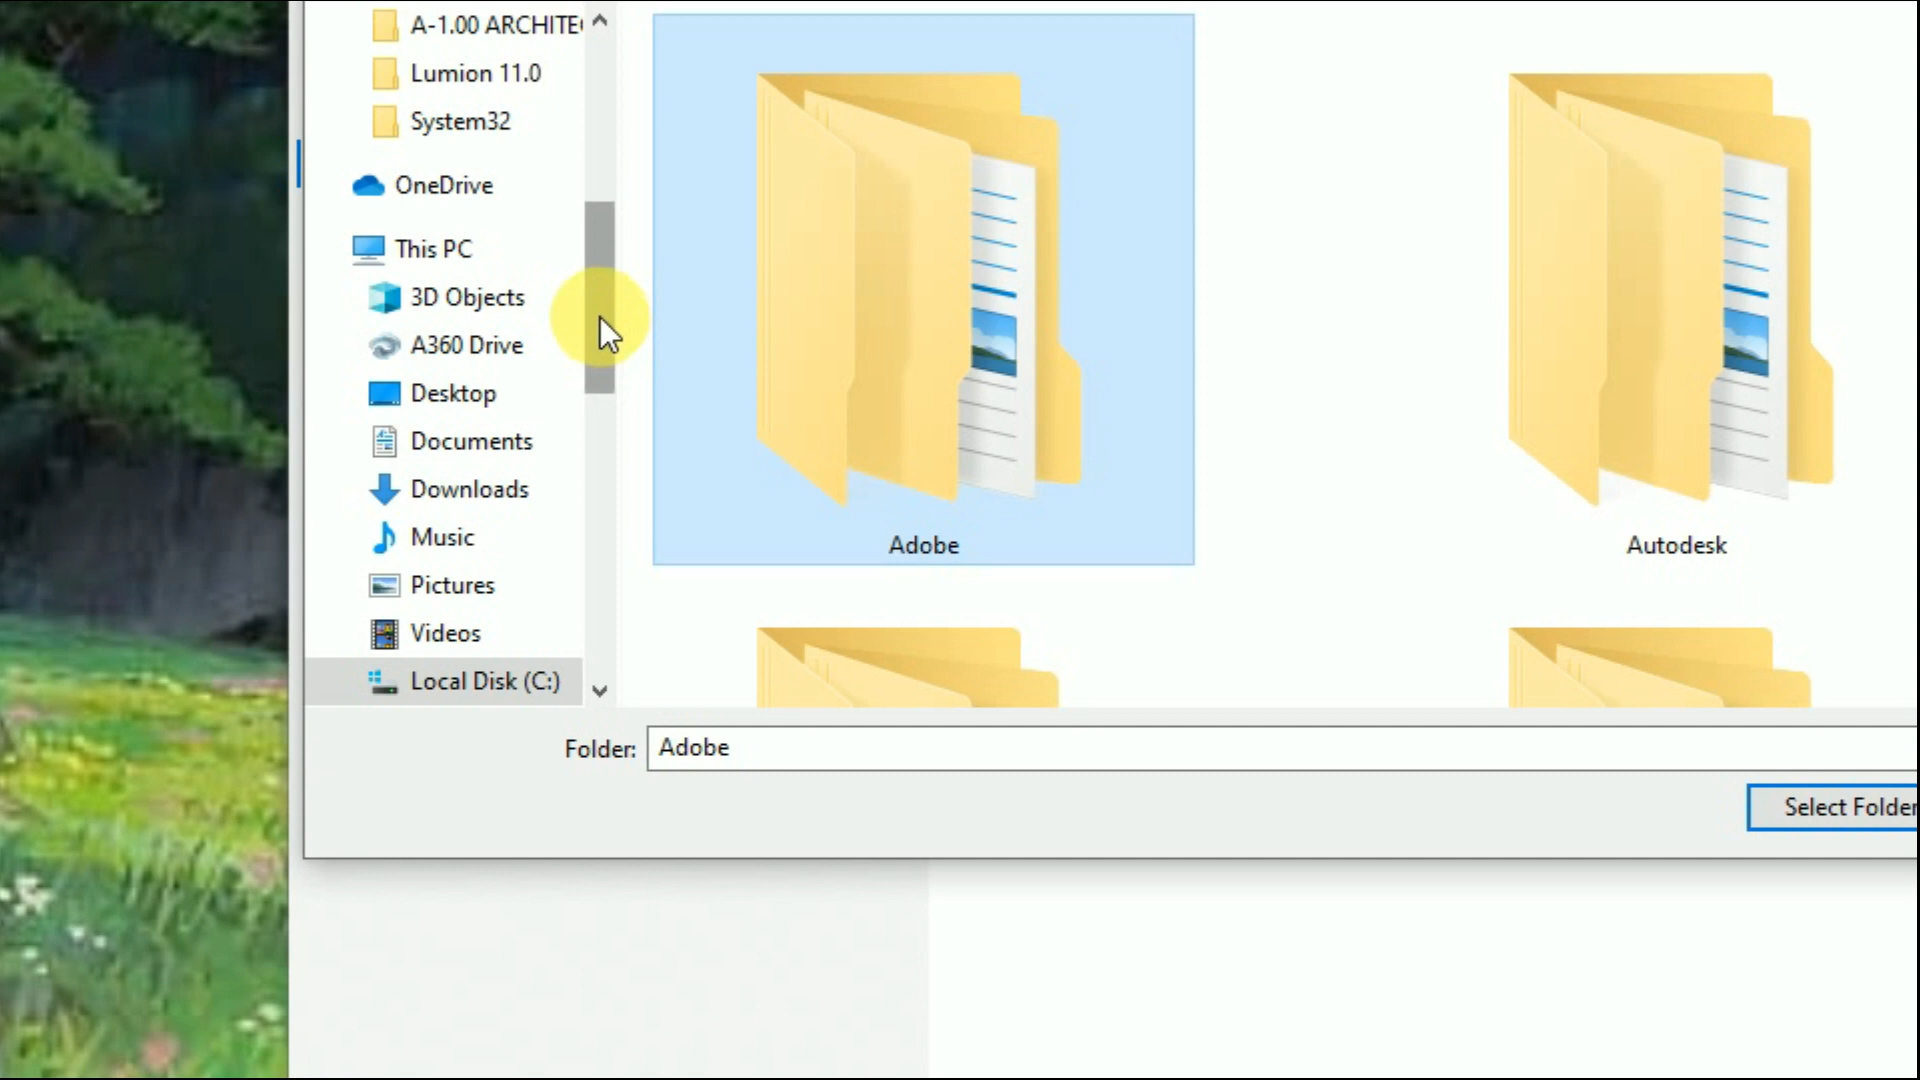 A-1.00 ARCHITE
Lumion 11.0
System32
OneDrive
This PC
3D Objects
A360 Drive
Desktop
Documents
Downloads
Music
Pictures
Videos
Local Disk (C:)
Adobe
Autodesk
Folder: Adobe
Select Folder